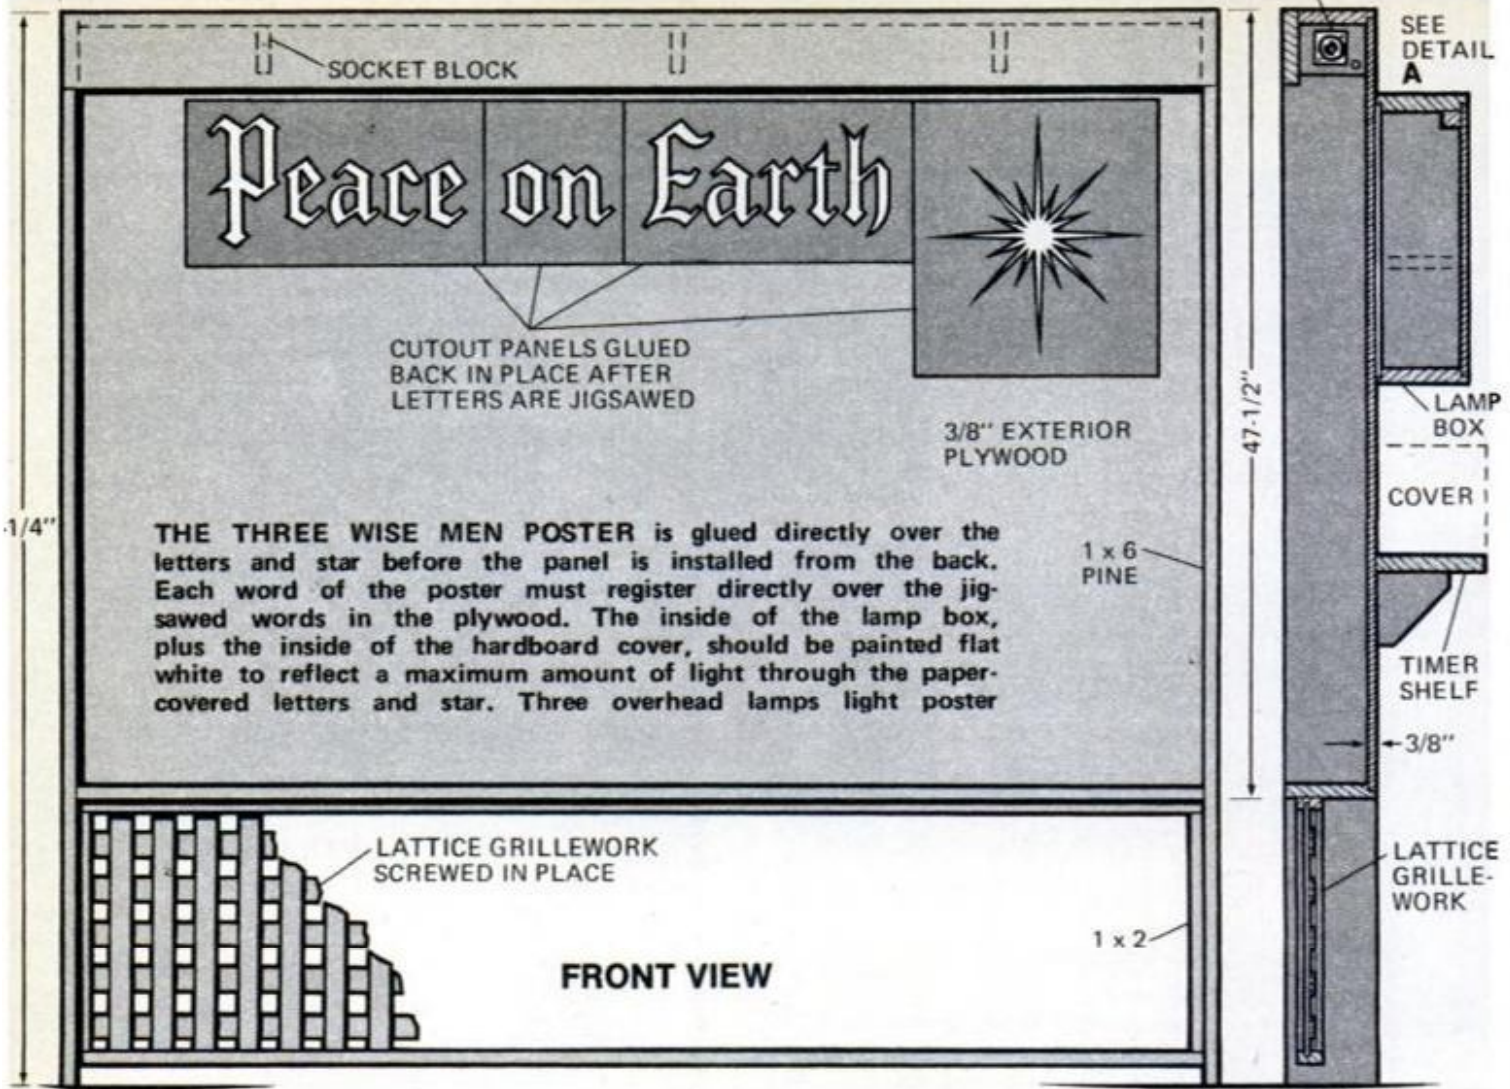 SOCKET BLOCK
SEE
DETAIL
A
Peace on Earth
CUTOUT PANELS GLUED
BACK IN PLACE AFTER
LETTERS ARE JIGSAWED
3/8" EXTERIOR
PLYWOOD
47-1/2"
LAMP
BOX
COVER
-1/4"
THE THREE WISE MEN POSTER is glued directly over the
letters and star before the panel is installed from the back.
Each word of the poster must register directly over the jig-
sawed words in the plywood. The inside of the lamp box,
plus the inside of the hardboard cover, should be painted flat
white to reflect a maximum amount of light through the paper-
covered letters and star. Three overhead lamps light poster
1 x 6
PINE
TIMER
SHELF
3/8"
LATTICE GRILLEWORK
SCREWED IN PLACE
LATTICE
GRILLE-
WORK
1 x 2
FRONT VIEW